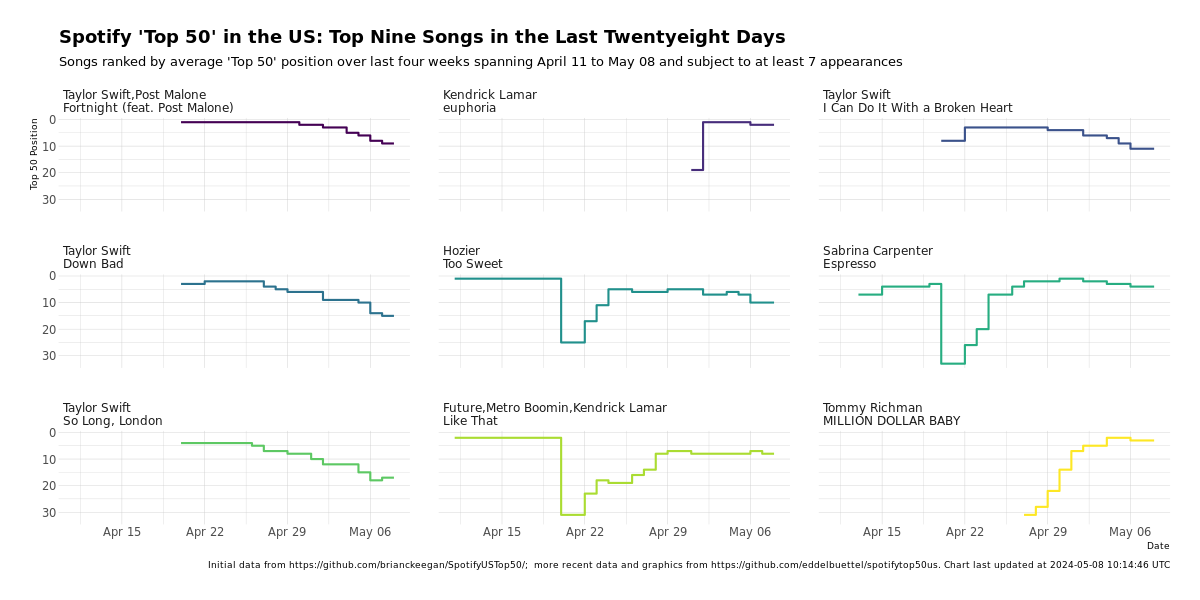 Spotify 'Top 50' in the US: Top Nine Songs in the Last Twentyeight Days
Songs ranked by average 'Top 50' position over last four weeks spanning April 11 to May 08 and subject to at least 7 appearances
Taylor Swift,Post Malone
Fortnight (feat. Post Malone)
Kendrick Lamar
euphoria
Taylor Swift
I Can Do It With a Broken Heart
Top 50 Position
0
10
20
30
Taylor Swift
Down Bad
Hozier
Too Sweet
Sabrina Carpenter
Espresso
0
10
20
30
Taylor Swift
So Long, London
Future,Metro Boomin,Kendrick Lamar
Like That
Tommy Richman
MILLION DOLLAR BABY
0
10
20
30
Apr 15 Apr 22 Apr 29 May 06
Apr 15 Apr 22 Apr 29 May 06
Apr 15 Apr 22 Apr 29 May 06
Date
Initial data from https://github.com/brianckeegan/SpotifyUSTop50/; more recent data and graphics from https://github.com/eddelbuettel/spotifytop50us. Chart last updated at 2024-05-08 10:14:46 UTC